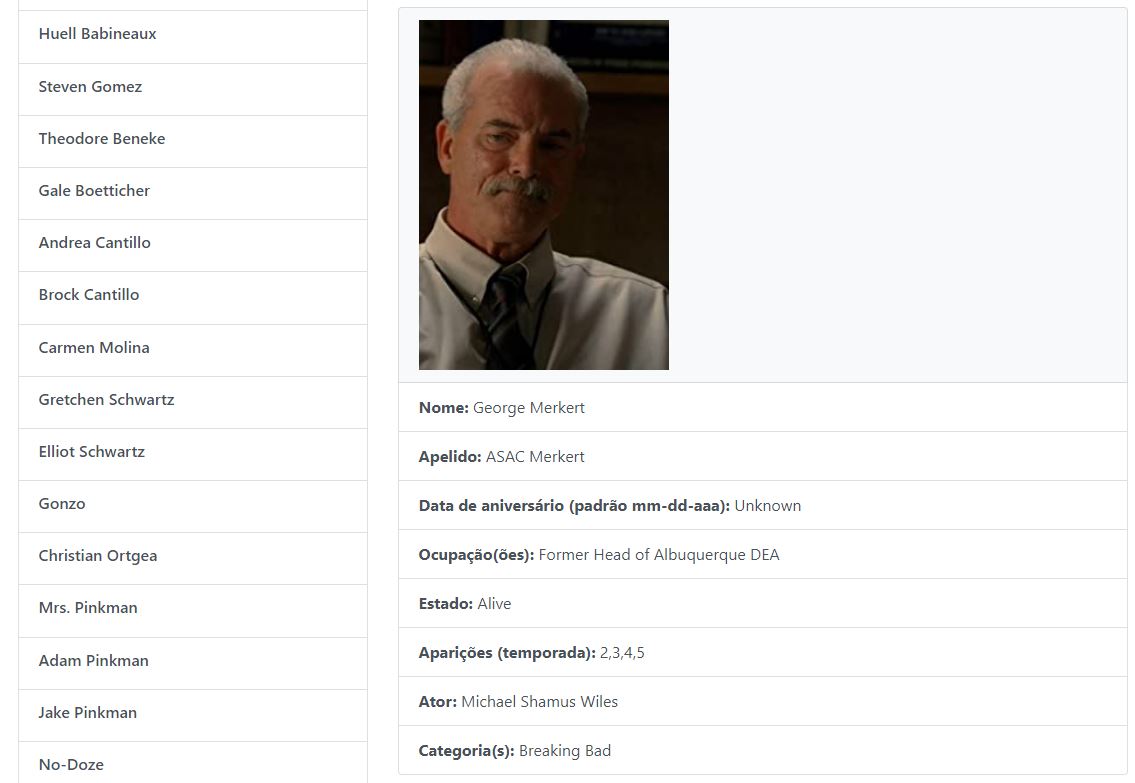 Huell Babineaux
Steven Gomez
Theodore Beneke
Gale Boetticher
Andrea Cantillo
Brock Cantillo
Carmen Molina
Gretchen Schwartz
Elliot Schwartz
Gonzo
Christian Ortgea
Mrs. Pinkman
Adam Pinkman
Jake Pinkman
No-Doze
Nome: George Merkert
Apelido: ASAC Merkert
Data de aniversário (padrão mm-dd-aaa): Unknown
Ocupação(ões): Former Head of Albuquerque DEA
Estado: Alive
Aparições (temporada): 2,3,4,5
Ator: Michael Shamus Wiles
Categoria(s): Breaking Bad